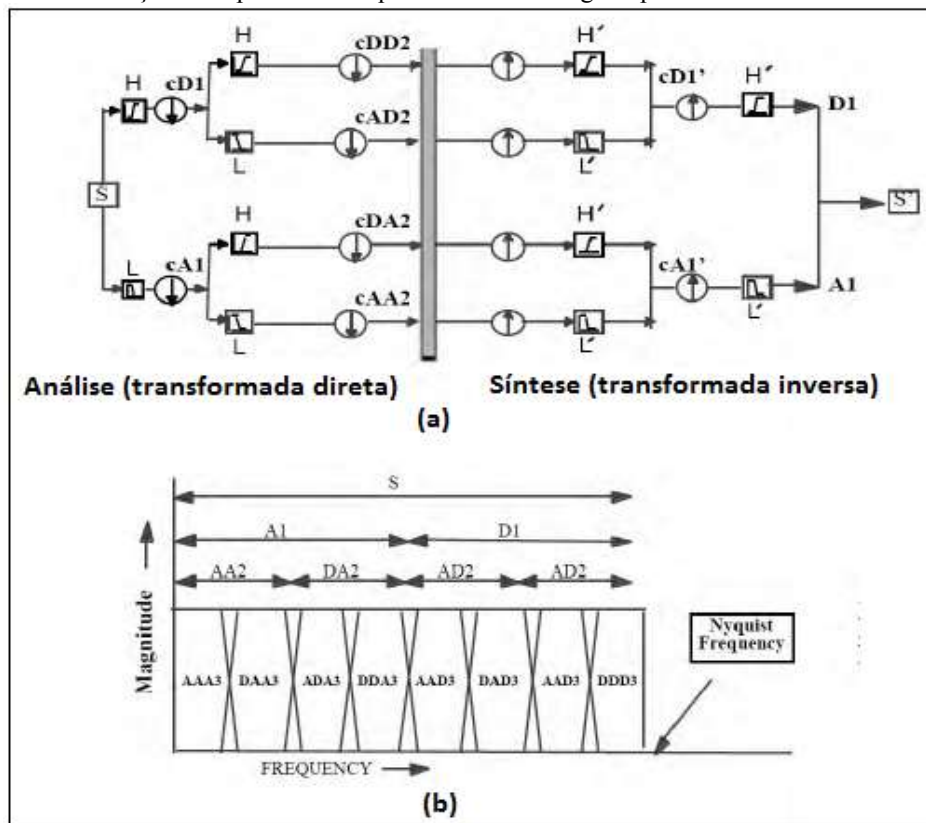 H H´ H´
cDD2
H cD1 cD1’
cAD2 D1
L L´
S S’
H H´
cDA2
L cA1 cA1’
cAA2 A1
L L´ L´
Análise (transformada direta) Síntese (transformada inversa)
(a)
S
A1 D1
AA2 DA2 AD2 AD2
Magnitude
Nyquist
Frequency
AAA3 DAA3 ADA3 DDA3 AAD3 DAD3 AAD3 DDD3
FREQUENCY
(b)